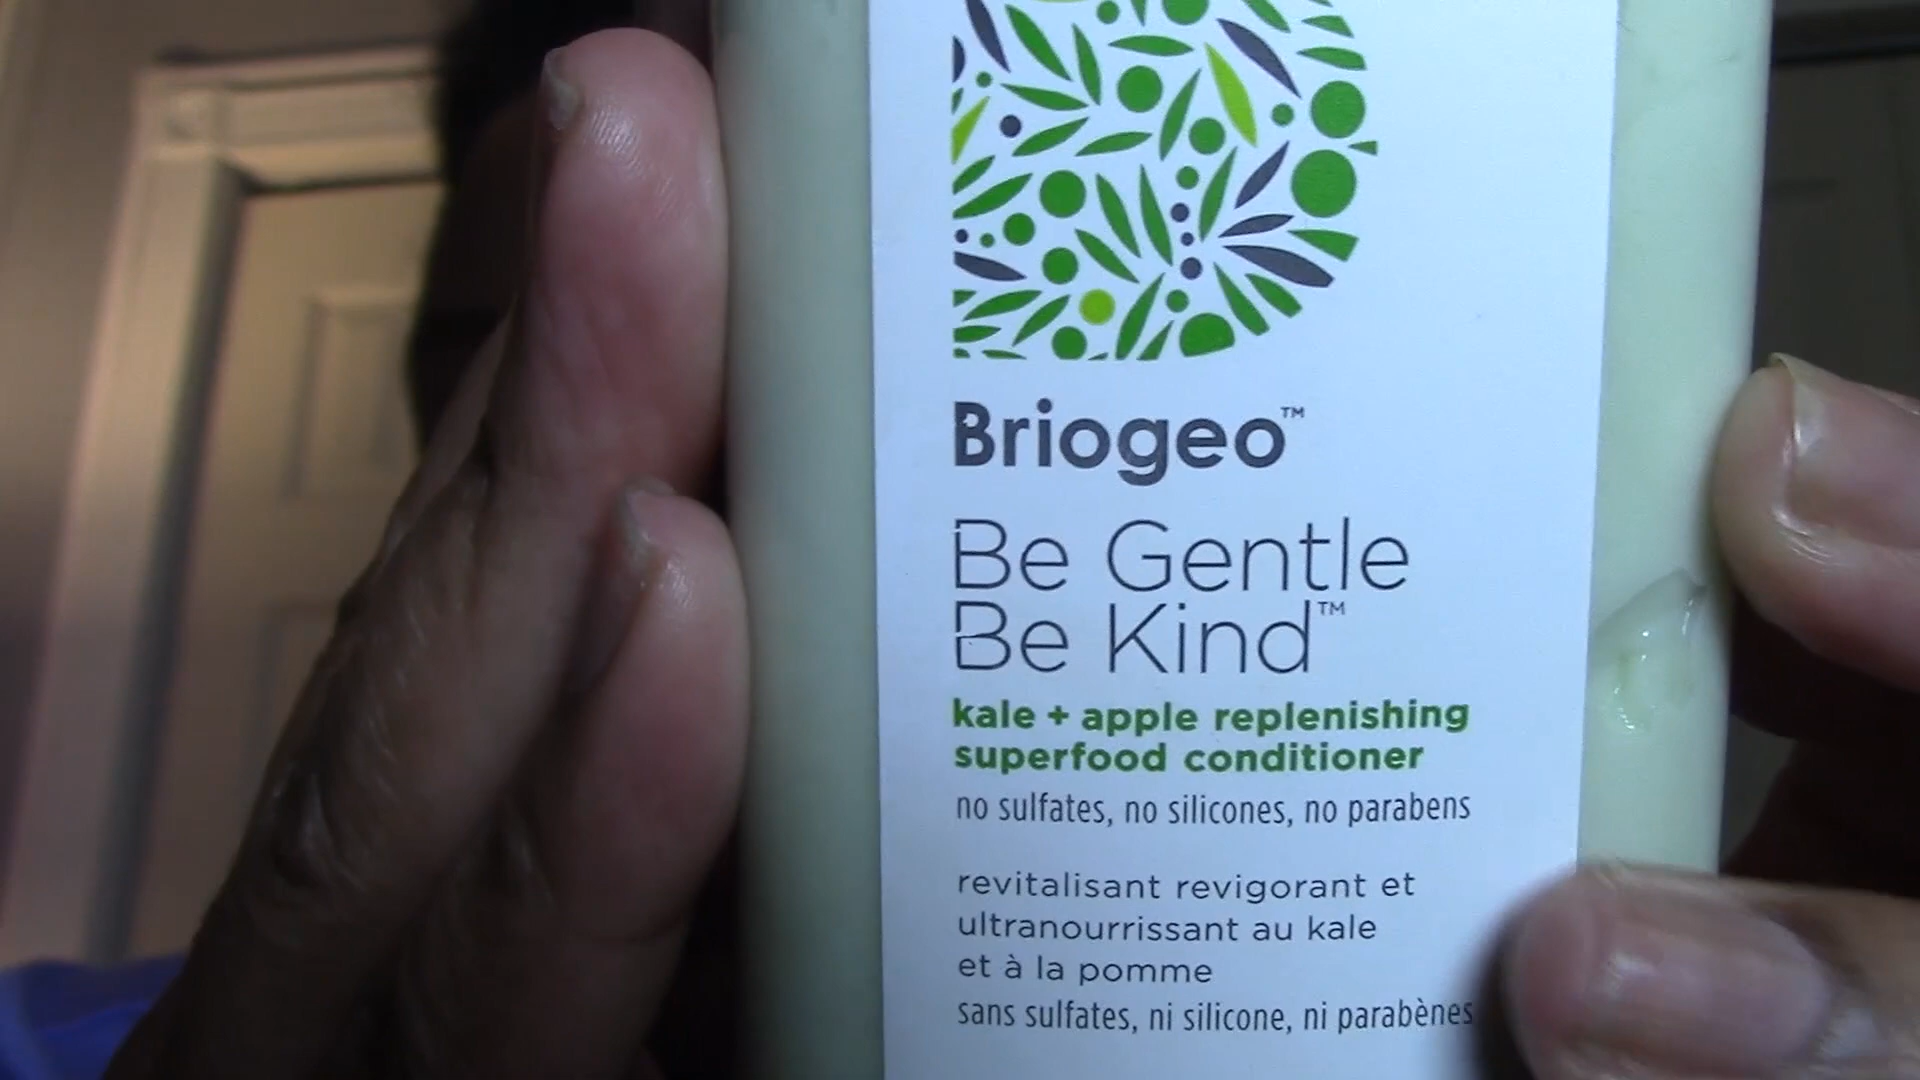 Briogeo™
Be Gentle
Be Kind™
kale + apple replenishing
superfood conditioner
no sulfates, no silicones, no parabens
revitalisant revigorant et
ultranourrissant au kale
et à la pomme
sans sulfates, ni silicone, ni parabènes